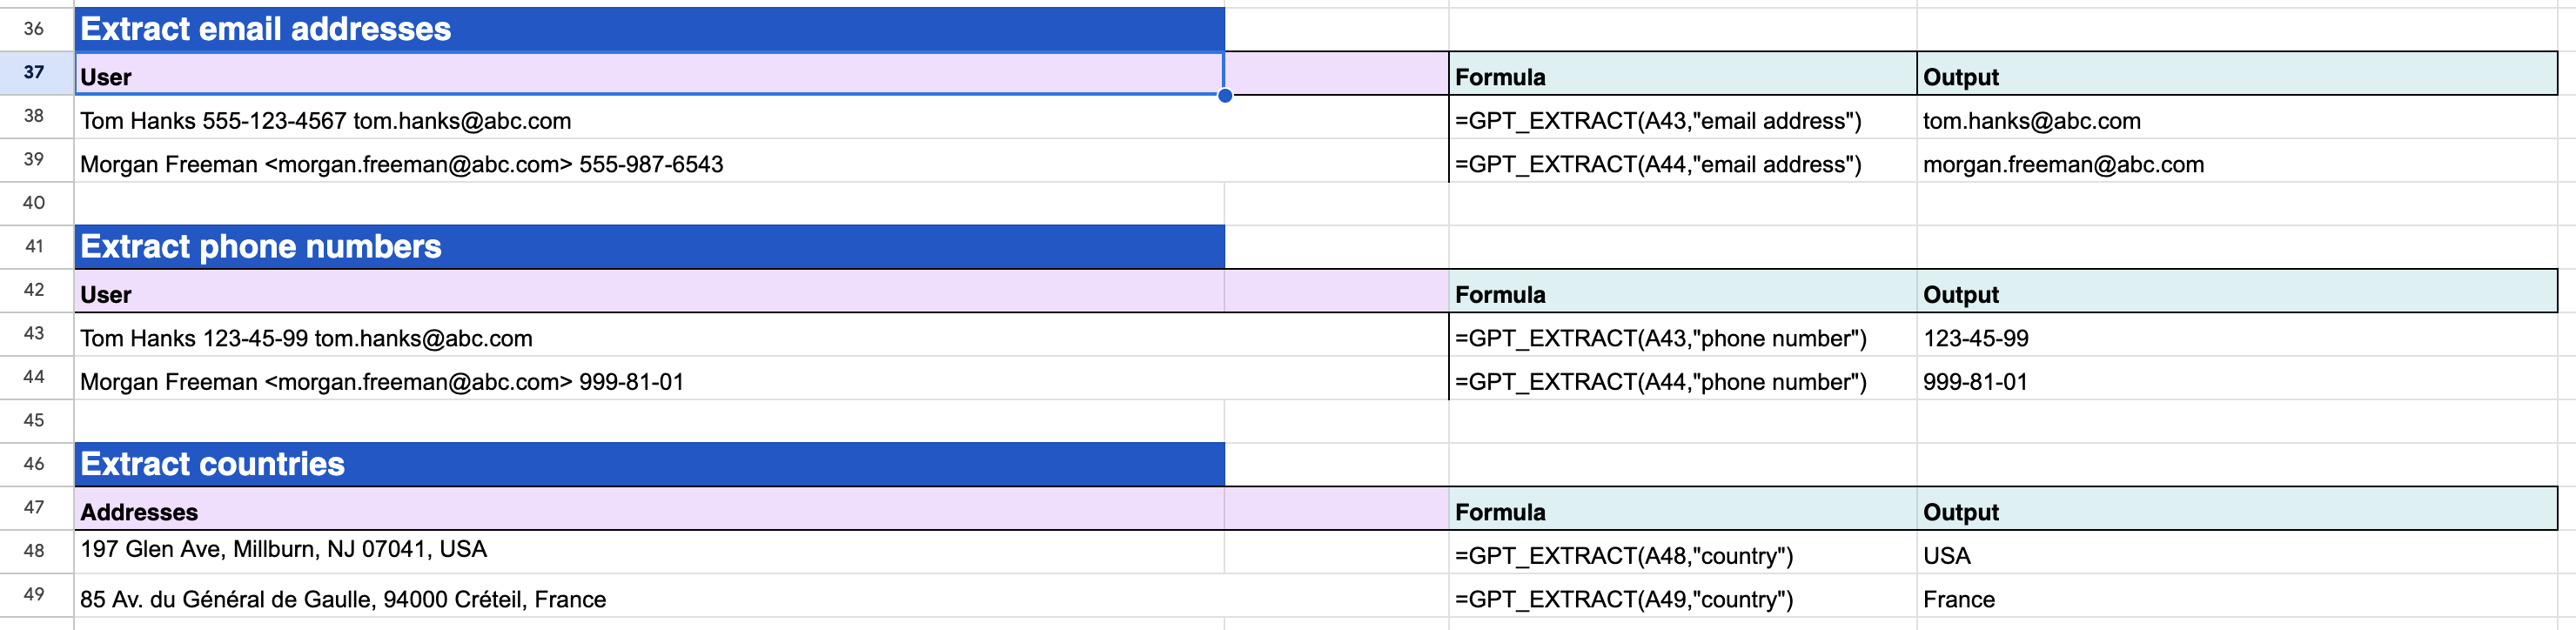 36 Extract email addresses
37 User Formula Output
38 Tom Hanks 555-123-4567 tom.hanks@abc.com =GPT_EXTRACT(A43,"email address") tom.hanks@abc.com
39 Morgan Freeman <morgan.freeman@abc.com> 555-987-6543 =GPT_EXTRACT(A44,"email address") morgan.freeman@abc.com
40
41 Extract phone numbers
42 User Formula Output
43 Tom Hanks 123-45-99 tom.hanks@abc.com =GPT_EXTRACT(A43,"phone number") 123-45-99
44 Morgan Freeman <morgan.freeman@abc.com> 999-81-01 =GPT_EXTRACT(A44,"phone number") 999-81-01
45
46 Extract countries
47 Addresses Formula Output
48 197 Glen Ave, Millburn, NJ 07041, USA =GPT_EXTRACT(A48,"country") USA
49 85 Av. du Général de Gaulle, 94000 Créteil, France =GPT_EXTRACT(A49,"country") France